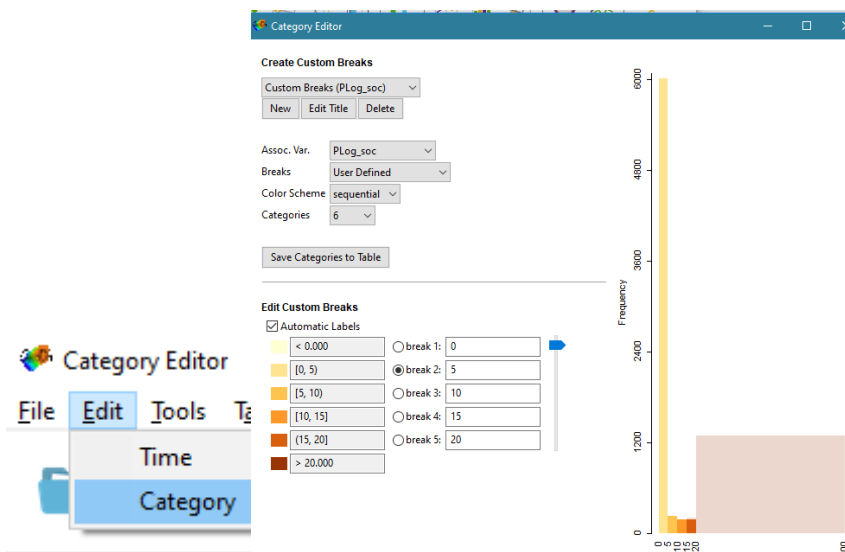 Category Editor
File Edit Tools
Time
Category
Category Editor
Create Custom Breaks
Custom Breaks (PLog_soc)
New Edit Title Delete
Assoc. Var. PLog_soc
Breaks User Defined
Color Scheme sequential
Categories 6
Save Categories to Table
Edit Custom Breaks
Automatic Labels
< 0.000 break 1: 0
[0, 5) break 2: 5
[5, 10) break 3: 10
[10, 15] break 4: 15
(15, 20] break 5: 20
> 20.000
Frequency
6000
4800
3600
2400
1200
0
0 5 10 15 20